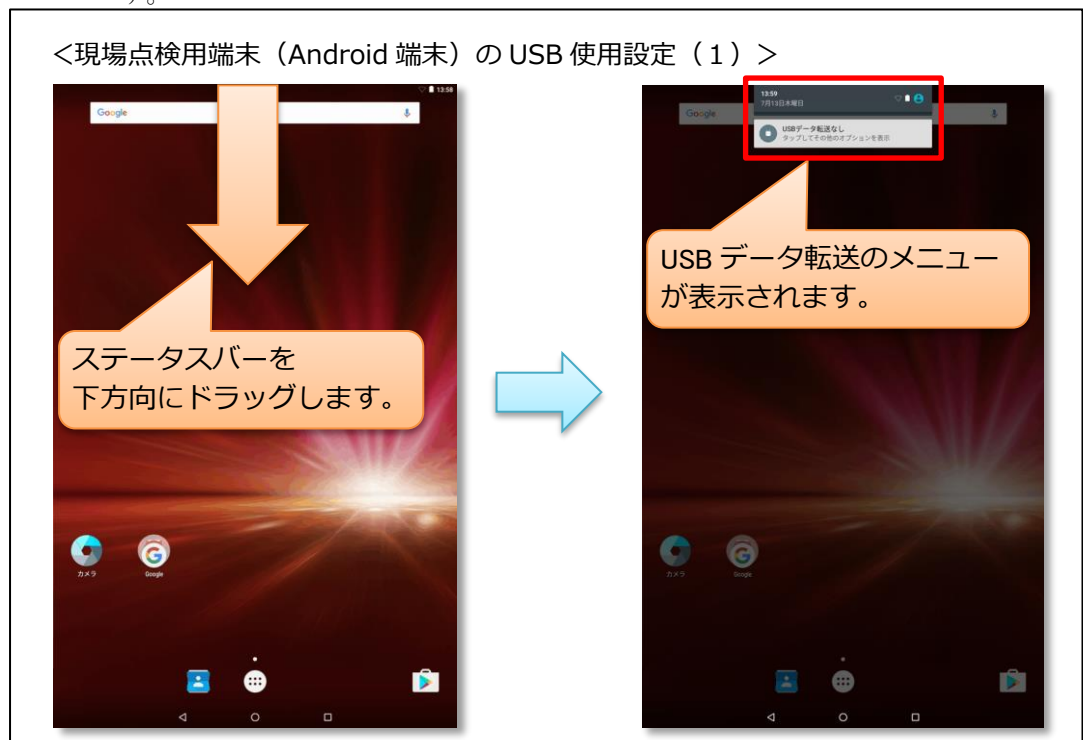 す。
<現場点検用端末（Android 端末）の USB 使用設定（１）>
13:58
Google
ステータスバーを
下方向にドラッグします。
カメラ
Google
13:59
7月13日木曜日
Google
USBデータ転送なし
タップしてその他のオプションを表示
USB データ転送のメニュー
が表示されます。
カメラ
Google